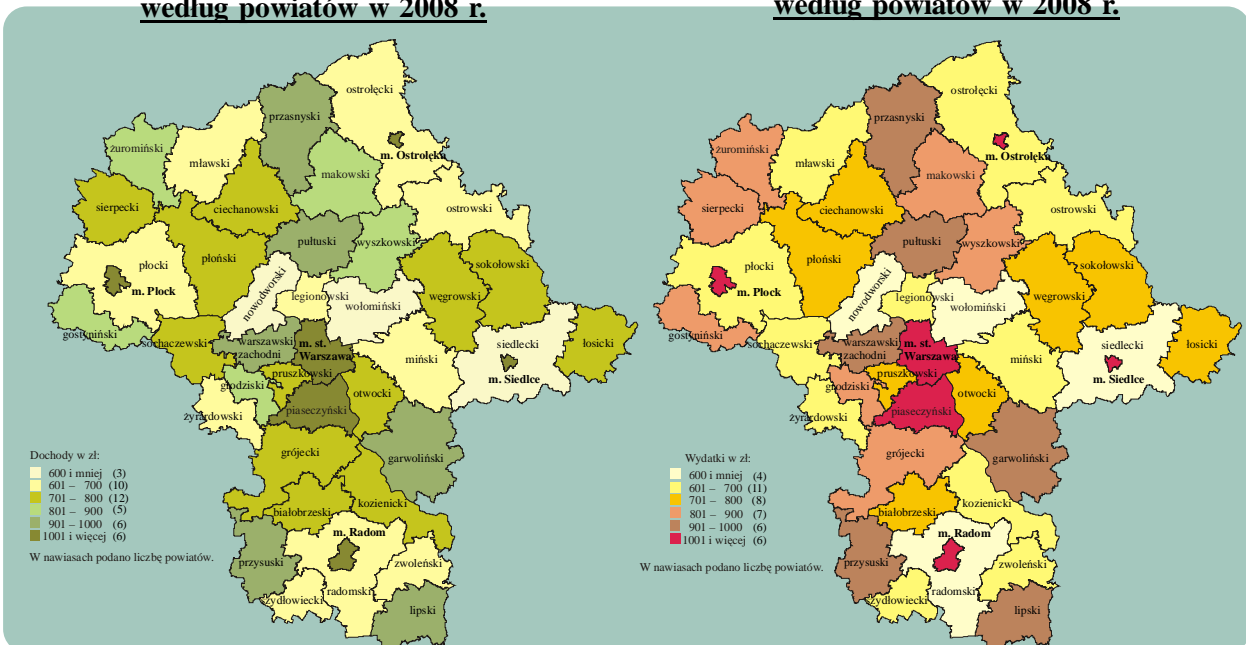 według powiatów w 2008 r.
ostrołęcki
przasnyski
żuromiński
m. Ostrołęka
mławski
makowski
sierpecki
ciechanowski
ostrowski
pułtuski
wyszkowski
płocki
płoński
sokołowski
m. Płock
nowodworski
legionowski
węgrowski
wołomiński
gostyniński
sochaczewski
warszawski
zachodni
m. st.
Warszawa
siedlecki
łosicki
miński
m. Siedlce
pruszkowski
grodziski
otwocki
żyrardowski
piaseczyński
grójecki
garwoliński
białobrzeski
kozienicki
m. Radom
przysuski
zwoleński
szydłowiecki
radomski
lipski
Dochody w zł:
600 i mniej (3)
601 – 700 (10)
701 – 800 (12)
801 – 900 (5)
901 – 1000 (6)
1001 i więcej (6)
W nawiasach podano liczbę powiatów.
według powiatów w 2008 r.
ostrołęcki
przasnyski
żuromiński
m. Ostrołęka
mławski
makowski
sierpecki
ciechanowski
ostrowski
pułtuski
wyszkowski
płocki
płoński
sokołowski
m. Płock
nowodworski
legionowski
węgrowski
wołomiński
gostyniński
sochaczewski
warszawski
zachodni
m. st.
Warszawa
siedlecki
łosicki
miński
m. Siedlce
pruszkowski
grodziski
otwocki
żyrardowski
piaseczyński
grójecki
garwoliński
białobrzeski
kozienicki
m. Radom
przysuski
zwoleński
szydłowiecki
radomski
lipski
Wydatki w zł:
600 i mniej (4)
601 – 700 (11)
701 – 800 (8)
801 – 900 (7)
901 – 1000 (6)
1001 i więcej (6)
W nawiasach podano liczbę powiatów.